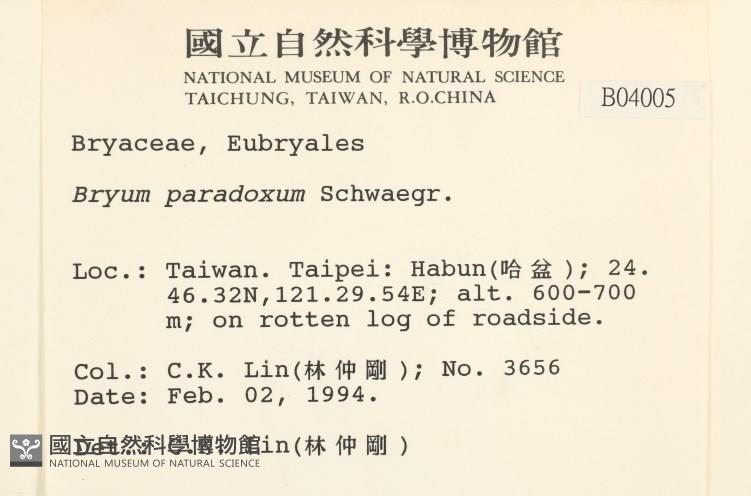 國立自然科學博物館
NATIONAL MUSEUM OF NATURAL SCIENCE
TAICHUNG, TAIWAN, R.O.CHINA
B04005
Bryaceae, Eubryales
Bryum paradoxum Schwaegr.
Loc.: Taiwan. Taipei: Habun(哈盆); 24.
46.32N,121.29.54E; alt. 600-700
m; on rotten log of roadside.
Col.: C.K. Lin(林仲剛); No. 3656
Date: Feb. 02, 1994.
Det.: C.K. Lin(林仲剛)
國立自然科學博物館
NATIONAL MUSEUM OF NATURAL SCIENCE